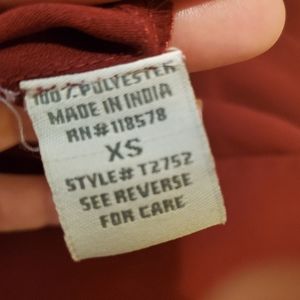 100% POLYESTER
MADE IN INDIA
RN# 118578
XS
STYLE# T2752
SEE REVERSE
FOR CARE